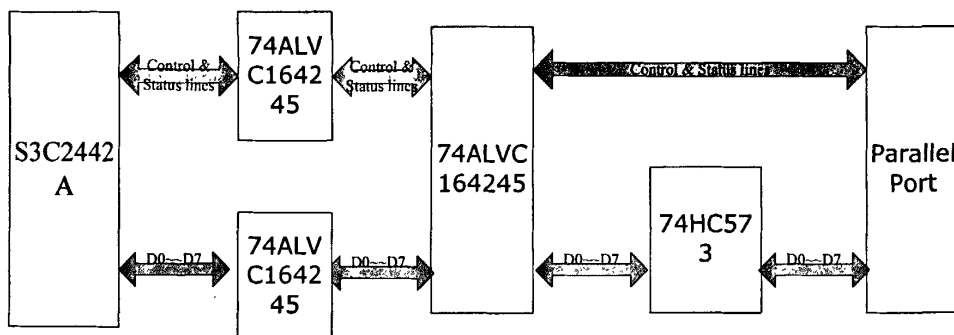 S3C2442
A
Control &
Status lines
74ALV
C1642
45
Control &
Status lines
74ALVC
164245
Control & Status lines
Parallel
Port
D0~~D7
74ALV
C1642
45
D0~~D7
D0~~D7
74HC57
3
D0~~D7